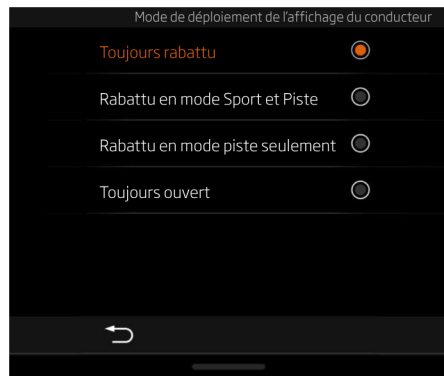 Mode de déploiement de l'affichage du conducteur
Toujours rabattu
Rabattu en mode Sport et Piste
Rabattu en mode piste seulement
Toujours ouvert